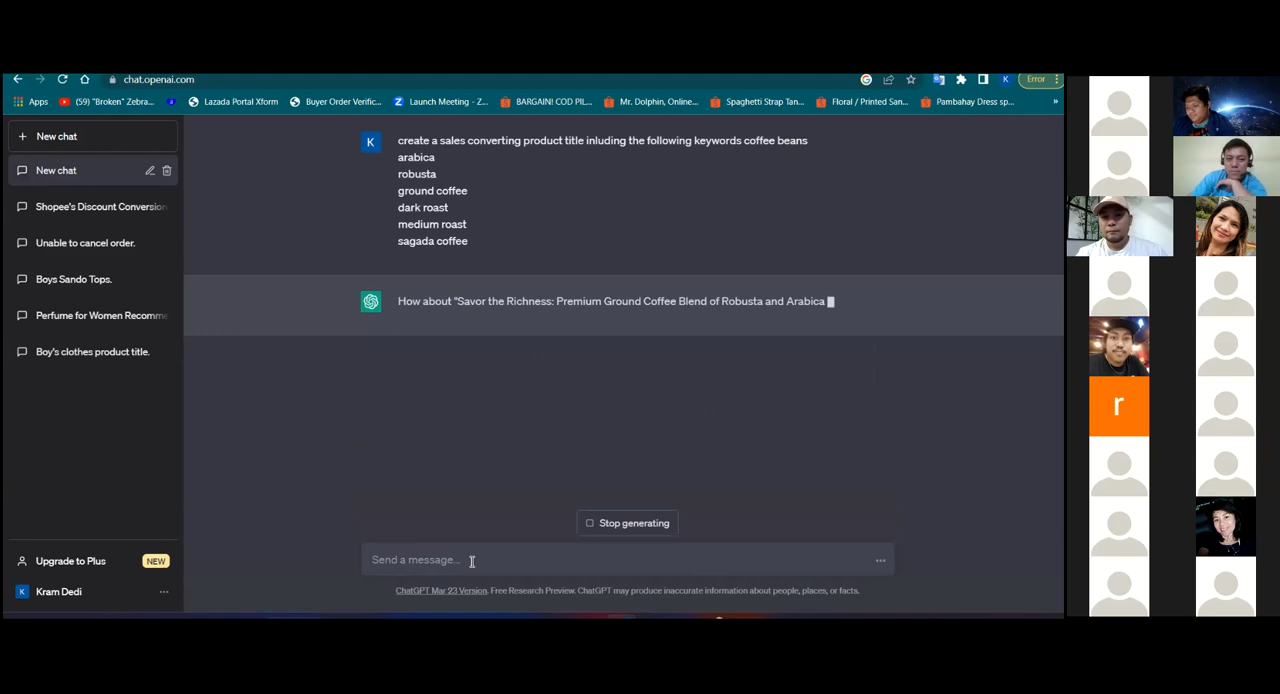 chat.openai.com
Error
Apps
(59) "Broken" Zebra...
Lazada Portal Xform
Buyer Order Verific...
Launch Meeting - Z...
BARGAIN! COD PIL...
Mr. Dolphin, Online...
Spaghetti Strap Tan...
Floral / Printed San...
Pambahay Dress sp...
»
+ New chat
New chat
Shopee's Discount Conversion
Unable to cancel order.
Boys Sando Tops.
Perfume for Women Recomme
Boy's clothes product title.
Upgrade to Plus
NEW
K
Kram Dedi
K
K
create a sales converting product title inluding the following keywords coffee beans
arabica
robusta
ground coffee
dark roast
medium roast
sagada coffee
How about "Savor the Richness: Premium Ground Coffee Blend of Robusta and Arabica
Stop generating
Send a message...
ChatGPT Mar 23 Version. Free Research Preview. ChatGPT may produce inaccurate information about people, places, or facts.
r